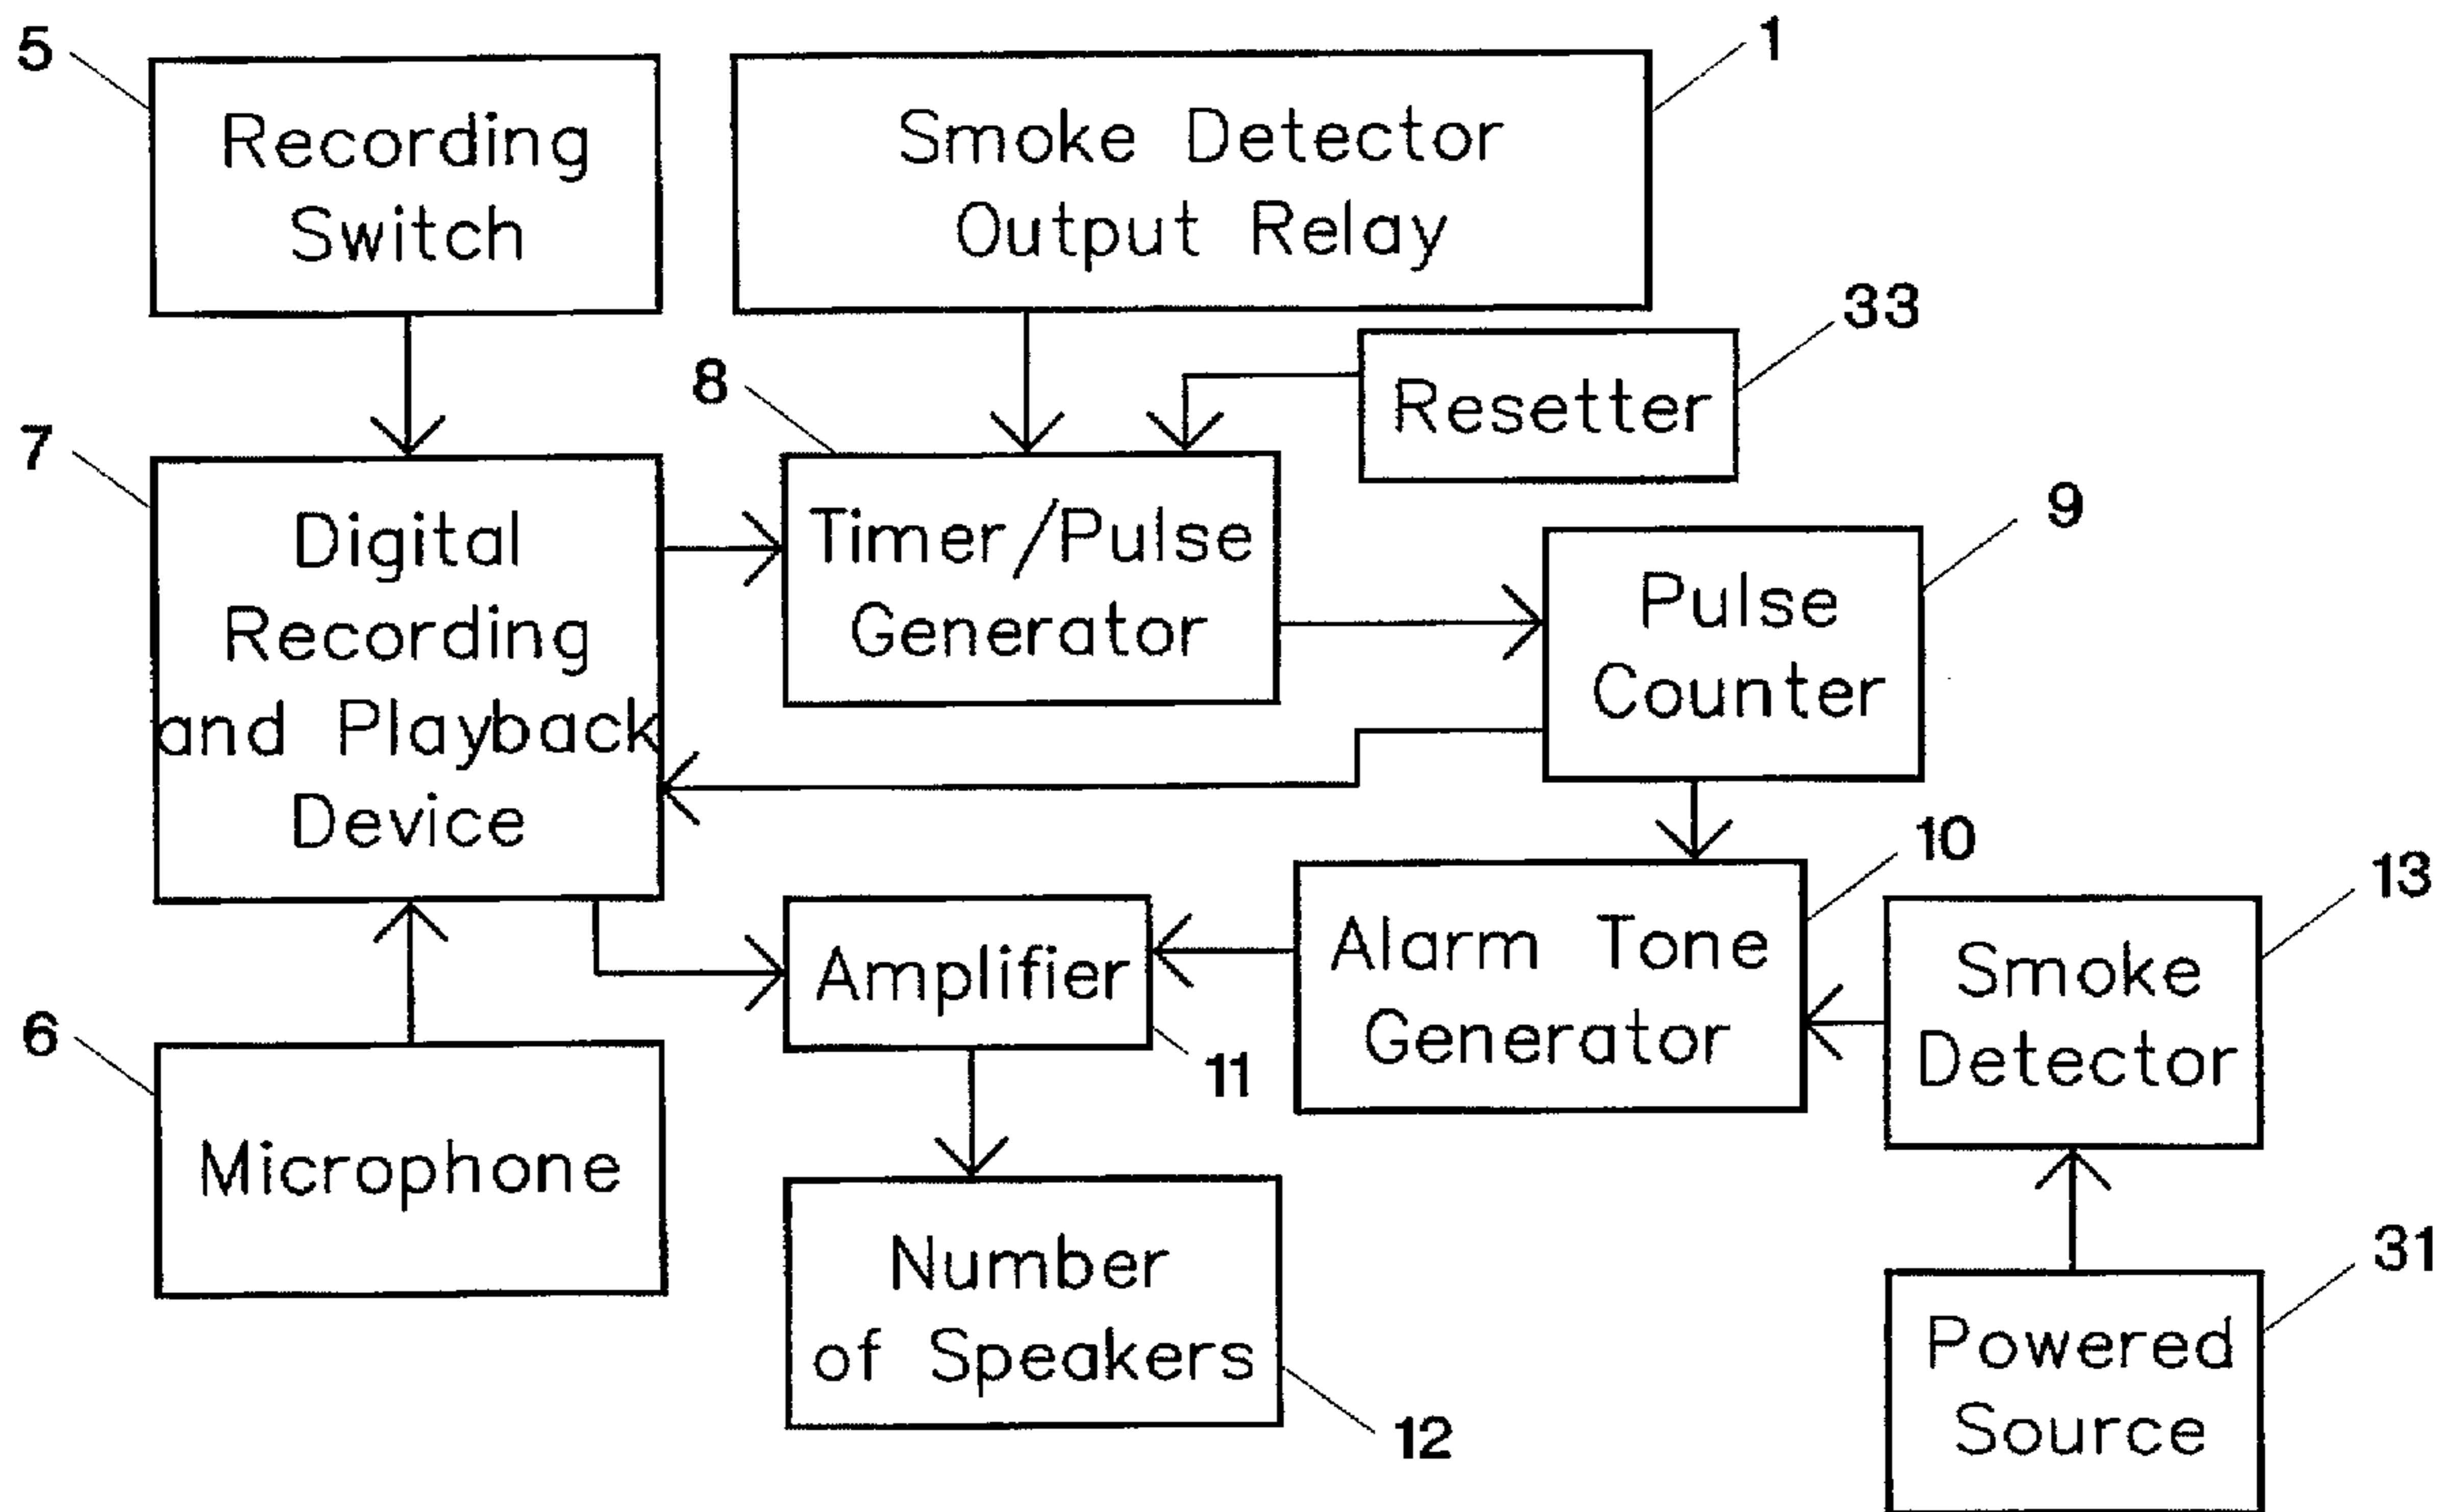 5
Recording
Switch
1
Smoke Detector
Output Relay
33
Resetter
7
Digital
Recording
and Playback
Device
8
Timer/Pulse
Generator
9
Pulse
Counter
10
Alarm Tone
Generator
13
Smoke
Detector
Amplifier
11
6
Microphone
Number
of Speakers
12
31
Powered
Source